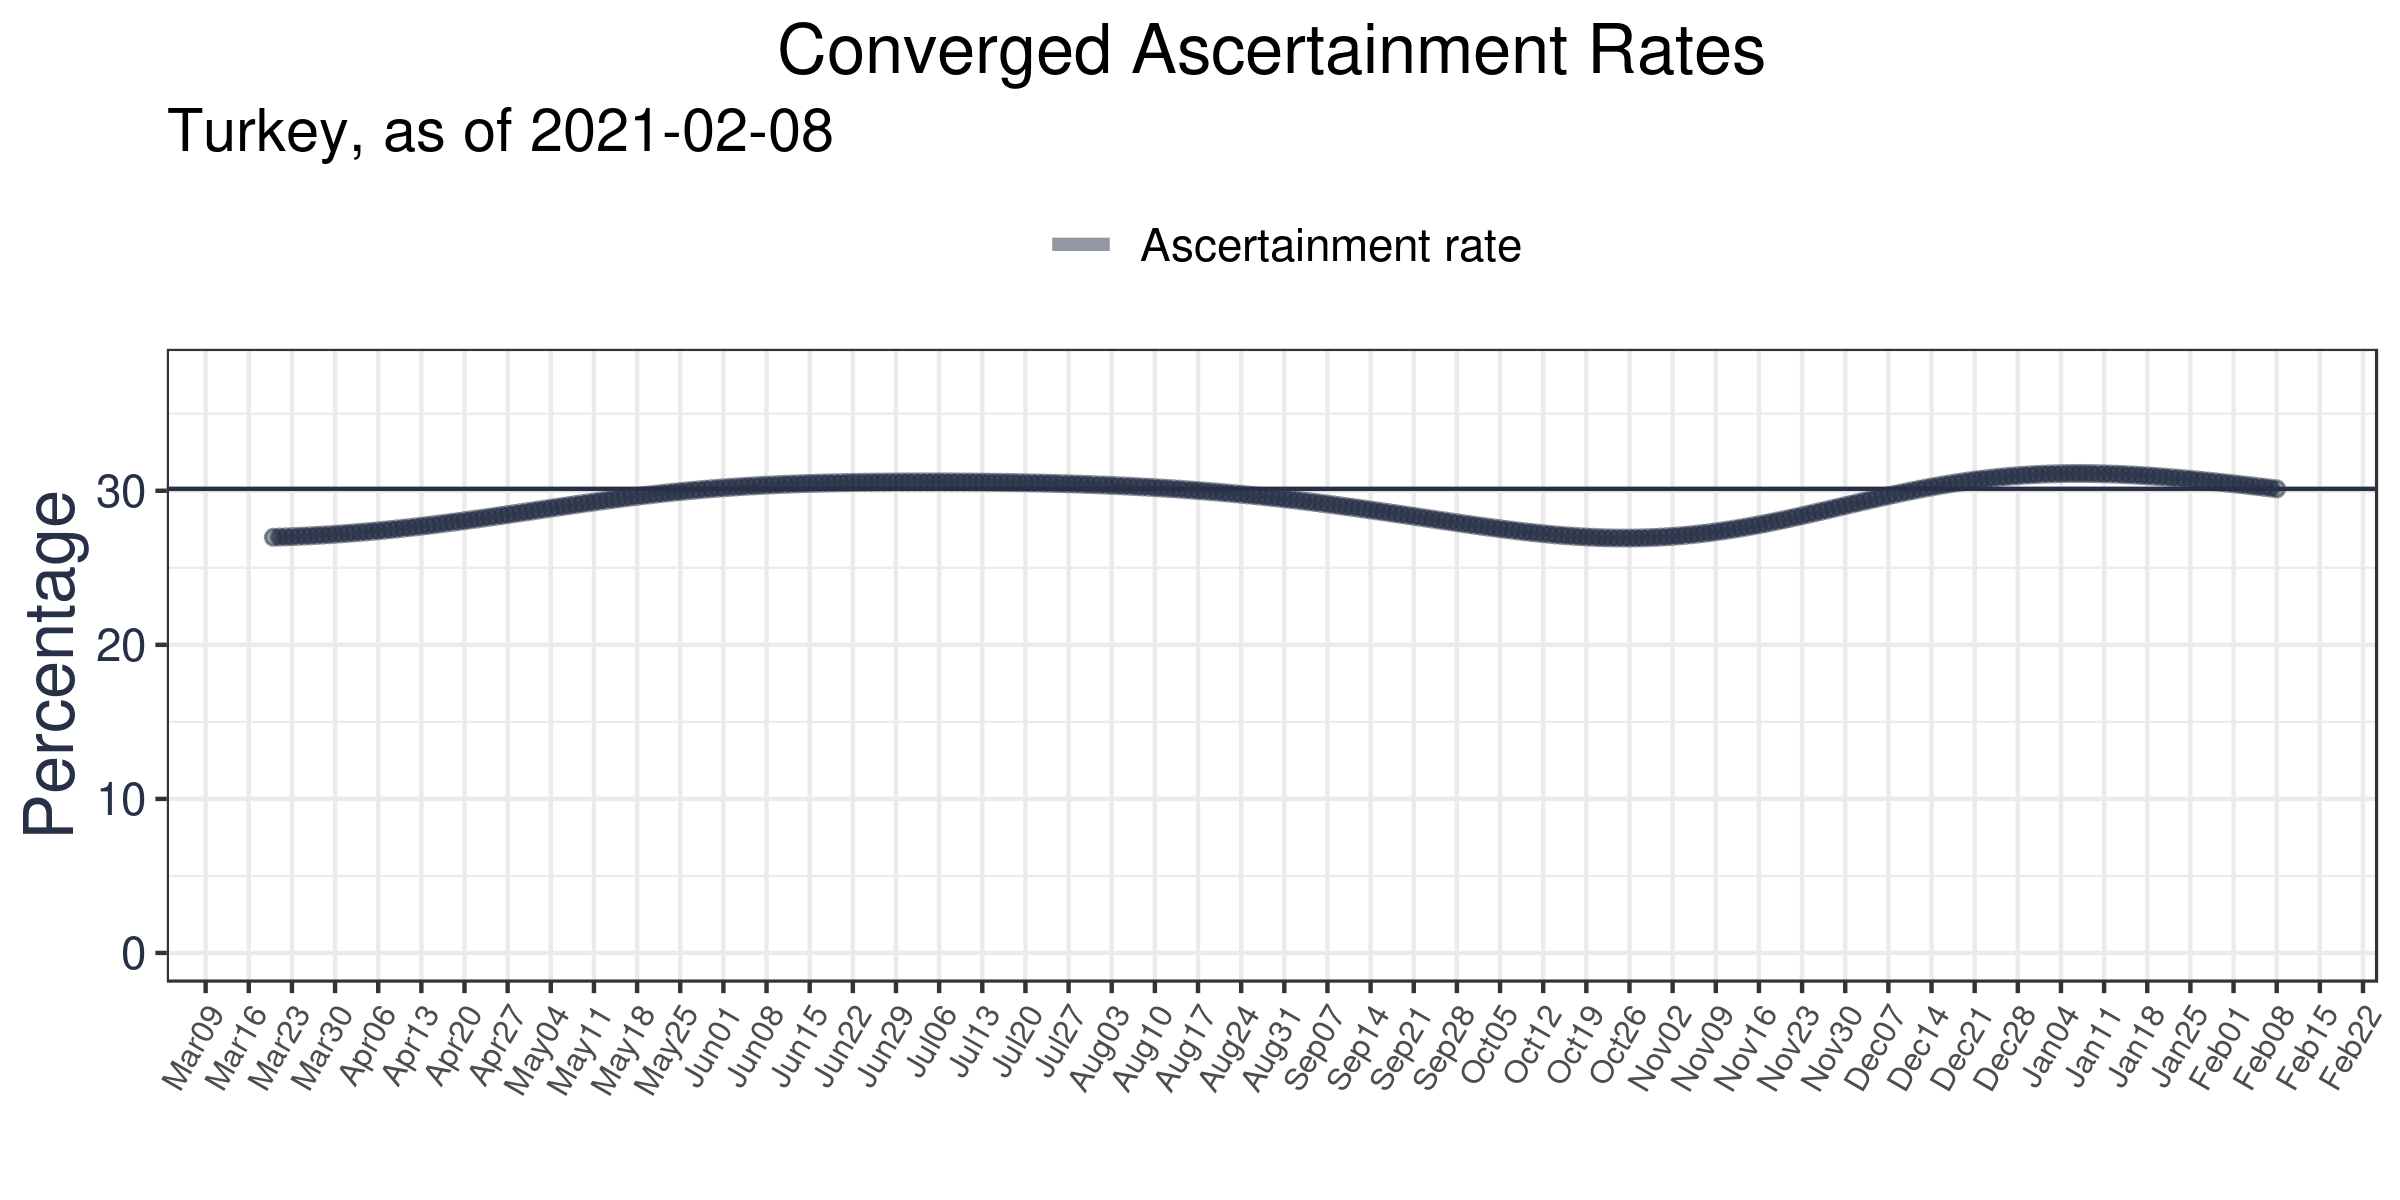 Converged Ascertainment Rates
Turkey, as of 2021-02-08
Ascertainment rate
Percentage
30
20
10
0
Mar09 Mar16 Mar23 Mar30 Apr06 Apr13 Apr20 Apr27 May04 May11 May18 May25 Jun01 Jun08 Jun15 Jun22 Jun29 Jul06 Jul13 Jul20 Jul27 Aug03 Aug10 Aug17 Aug24 Aug31 Sep07 Sep14 Sep21 Sep28 Oct05 Oct12 Oct19 Oct26 Nov02 Nov09 Nov16 Nov23 Nov30 Dec07 Dec14 Dec21 Dec28 Jan04 Jan11 Jan18 Jan25 Feb01 Feb08 Feb15 Feb22